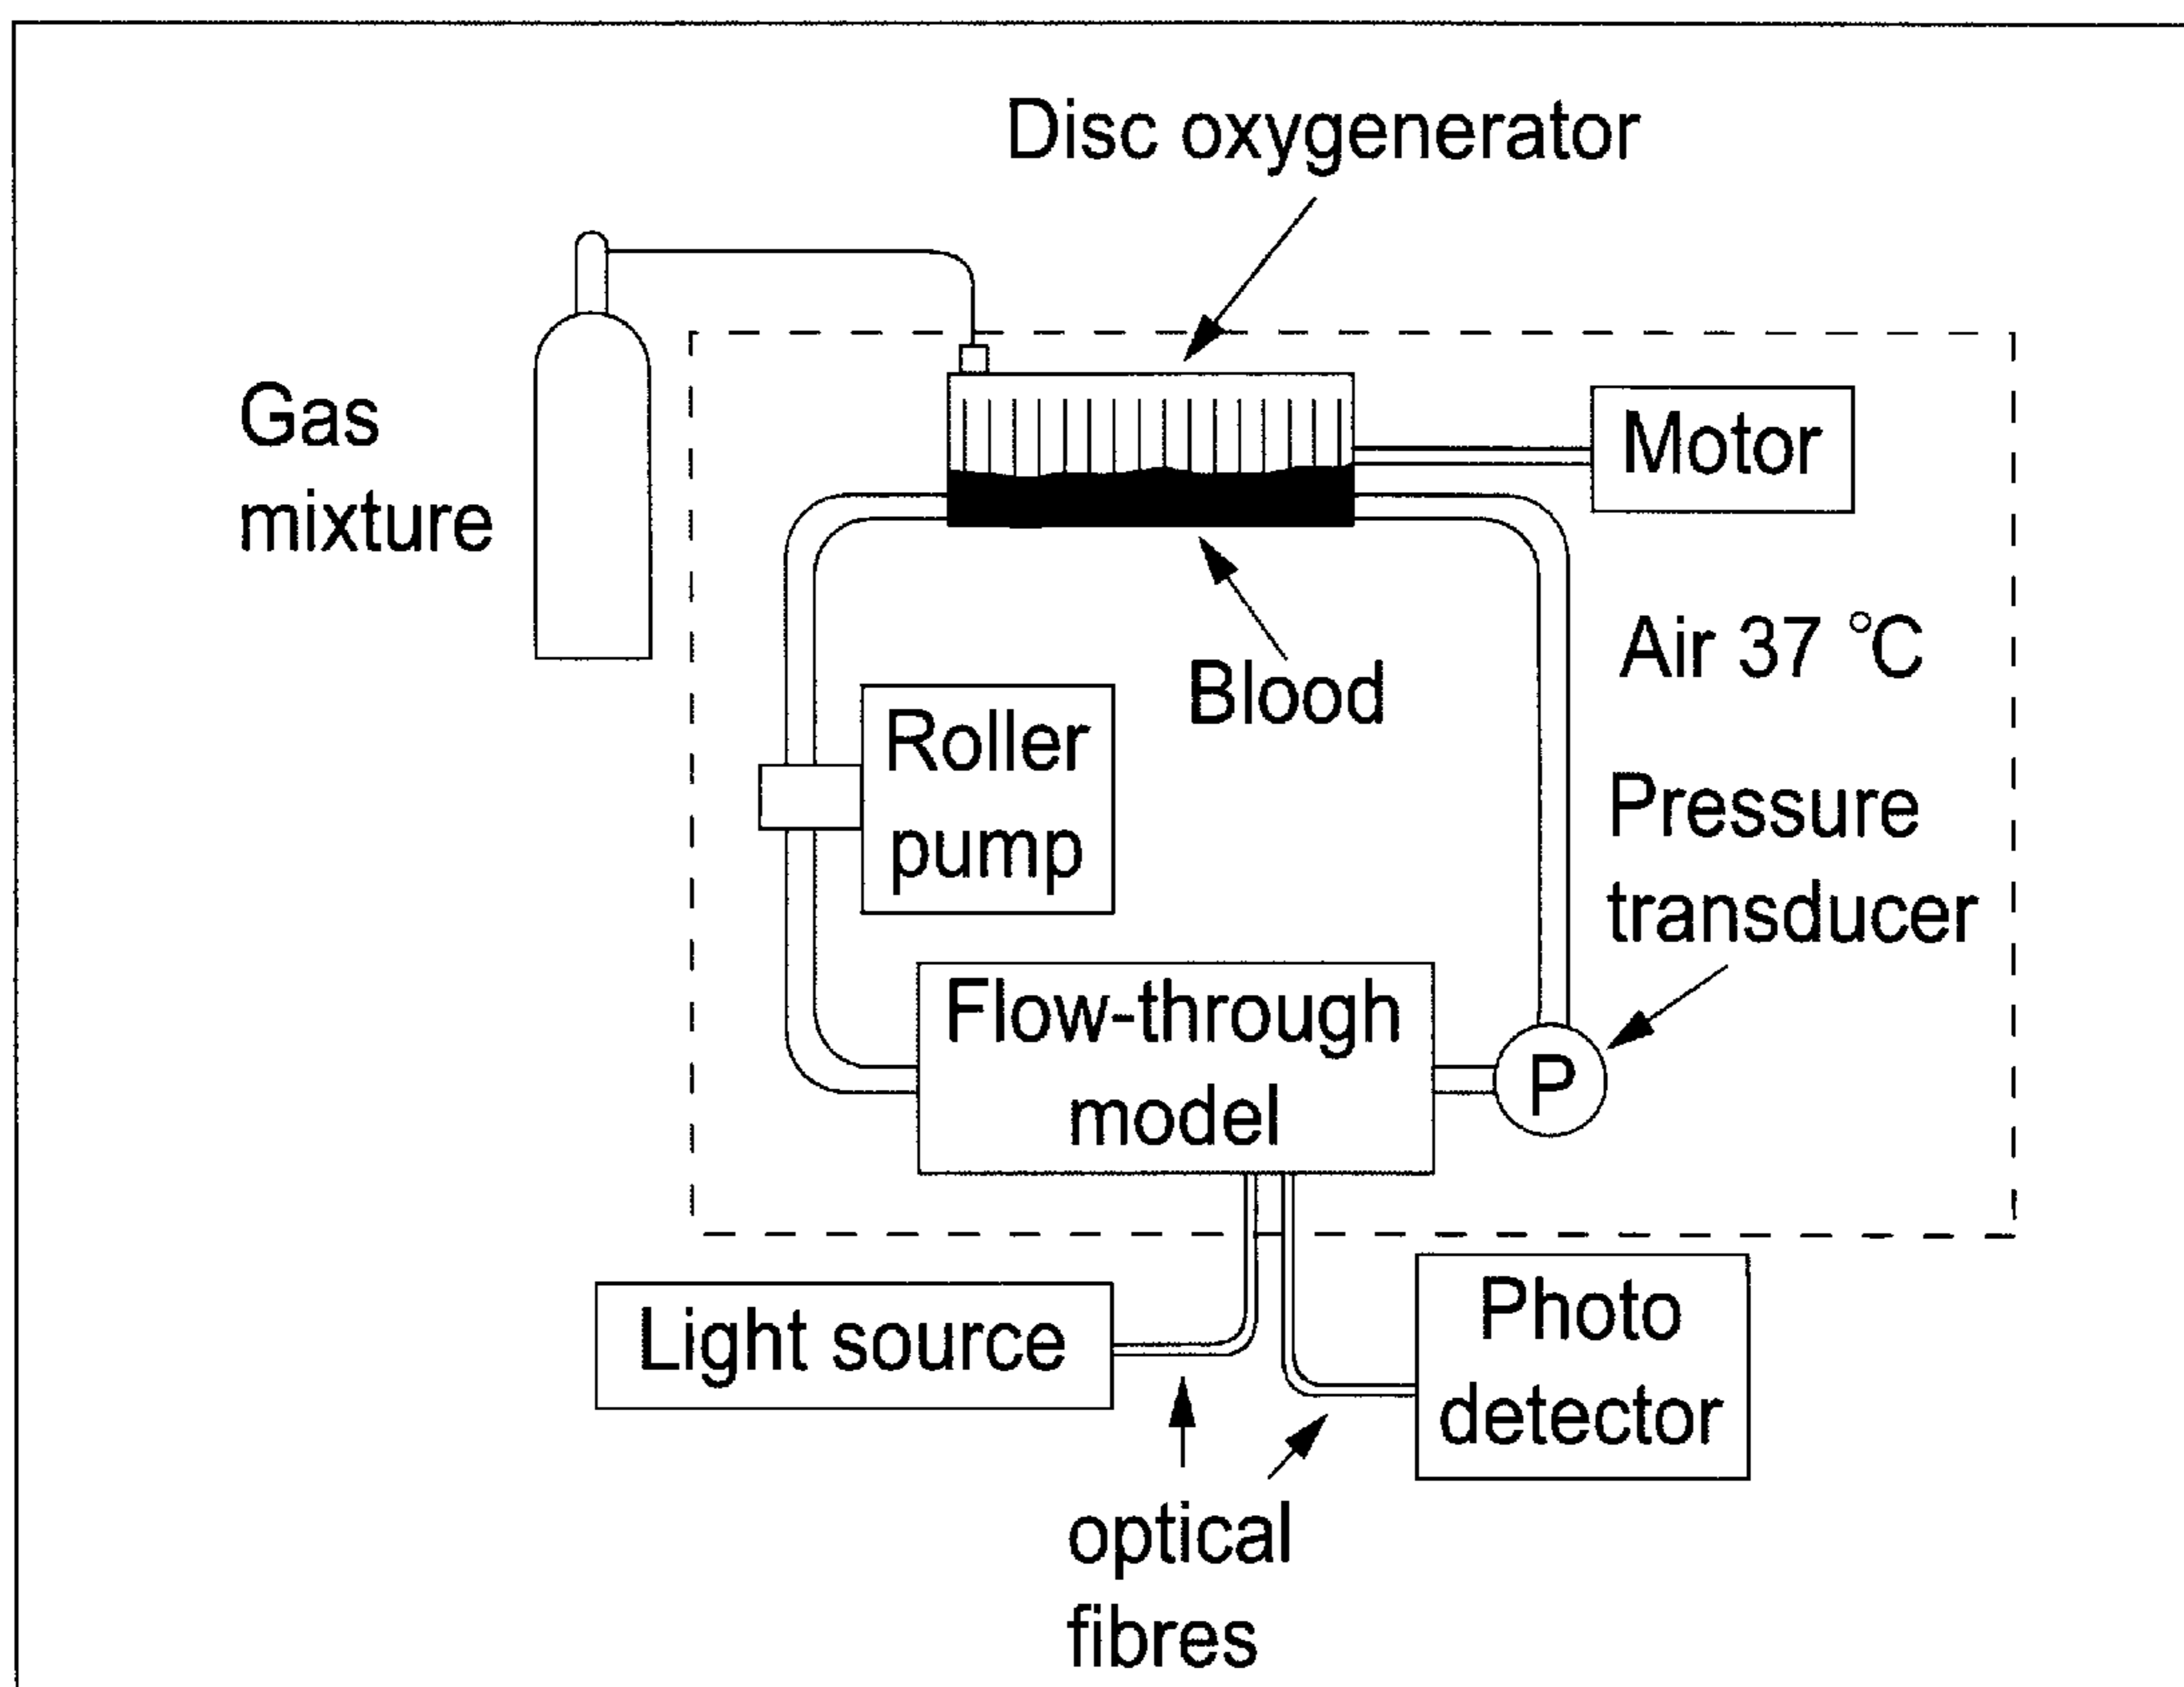 Disc oxygenerator
Gas
mixture
Motor
Air 37 °C
Blood
Roller
pump
Pressure
transducer
Flow-through
model
P
Light source
Photo
detector
optical
fibres